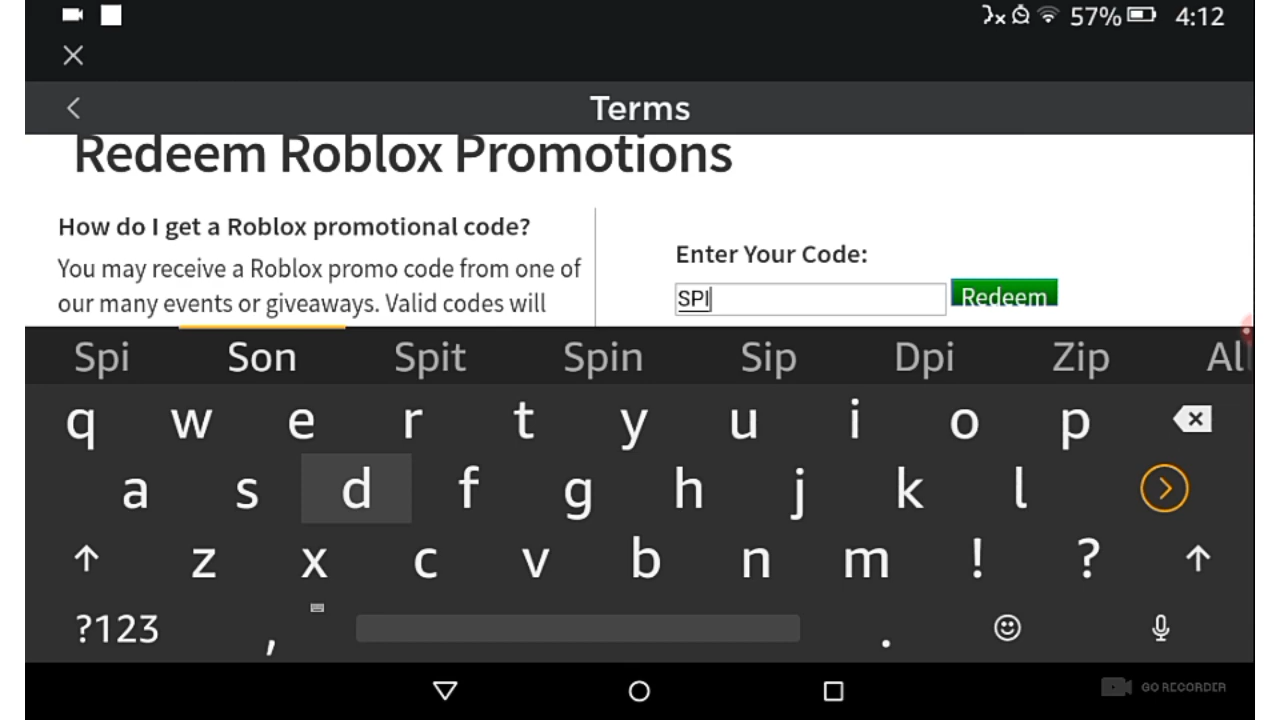 57% 4:12
Terms
Redeem Roblox Promotions
How do I get a Roblox promotional code?
You may receive a Roblox promo code from one of
our many events or giveaways. Valid codes will
Enter Your Code:
SPI Redeem
Spi Son Spit Spin Sip Dpi Zip Al
q w e r t y u i o p
a s d f g h j k l
z x c v b n m ! ?
?123 , .
GO RECORDER